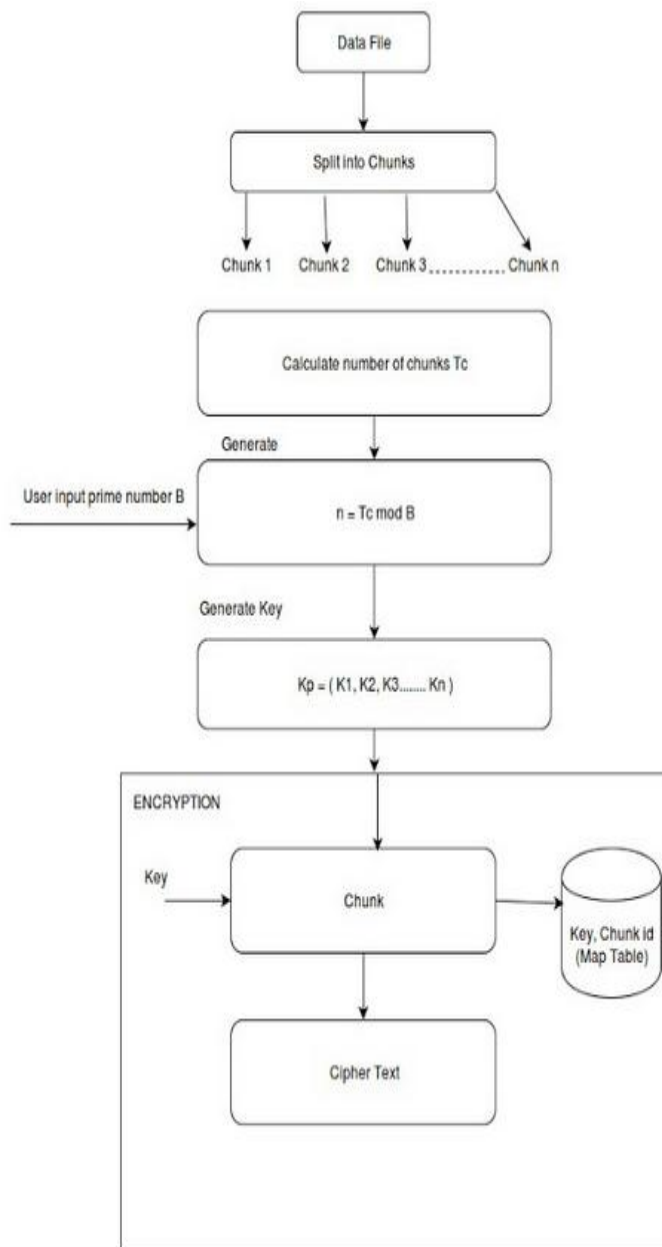 Data File
Split into Chunks
Chunk 1
Chunk 2
Chunk 3
Chunk n
Calculate number of chunks Tc
Generate
User input prime number B
n = Tc mod B
Generate Key
Kp = ( K1, K2, K3........ Kn )
ENCRYPTION
Key
Chunk
Key, Chunk id
(Map Table)
Cipher Text